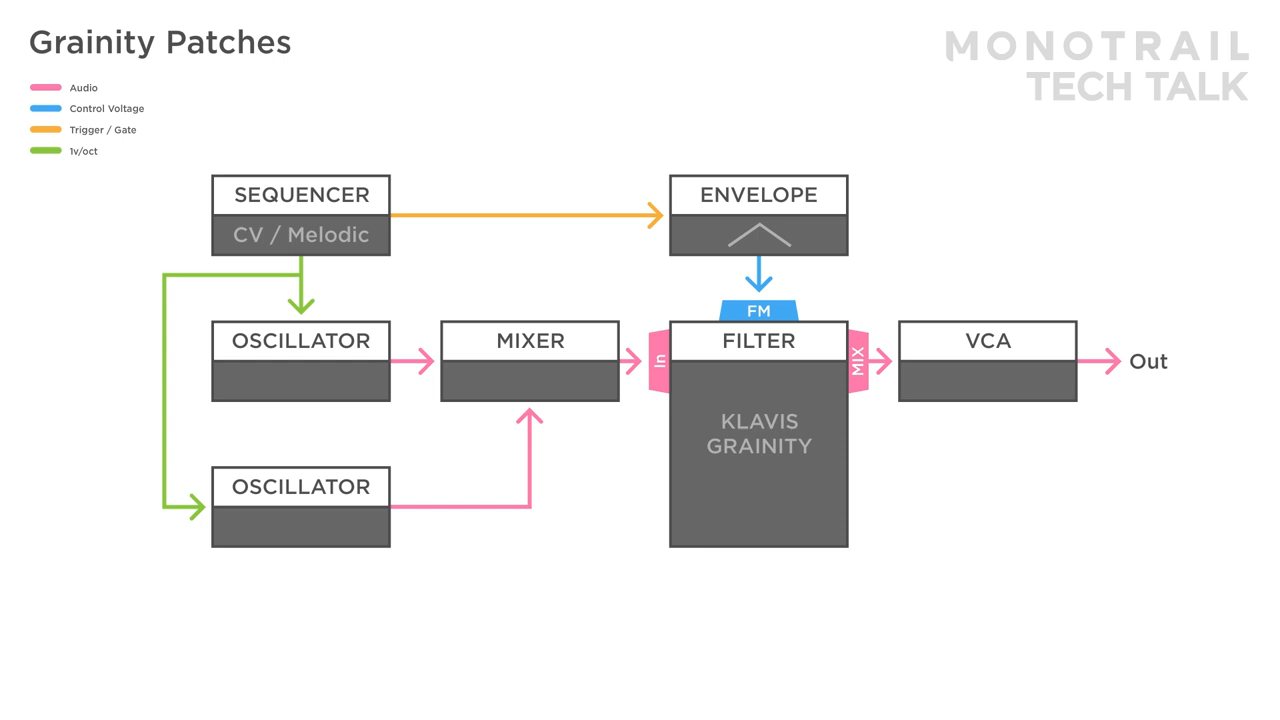 Grainity Patches
MONOTRAIL
TECH TALK
Audio
Control Voltage
Trigger / Gate
1v/oct
SEQUENCER
CV / Melodic
ENVELOPE
FM
OSCILLATOR
MIXER
In
FILTER
MIX
VCA
Out
KLAVIS
GRAINITY
OSCILLATOR